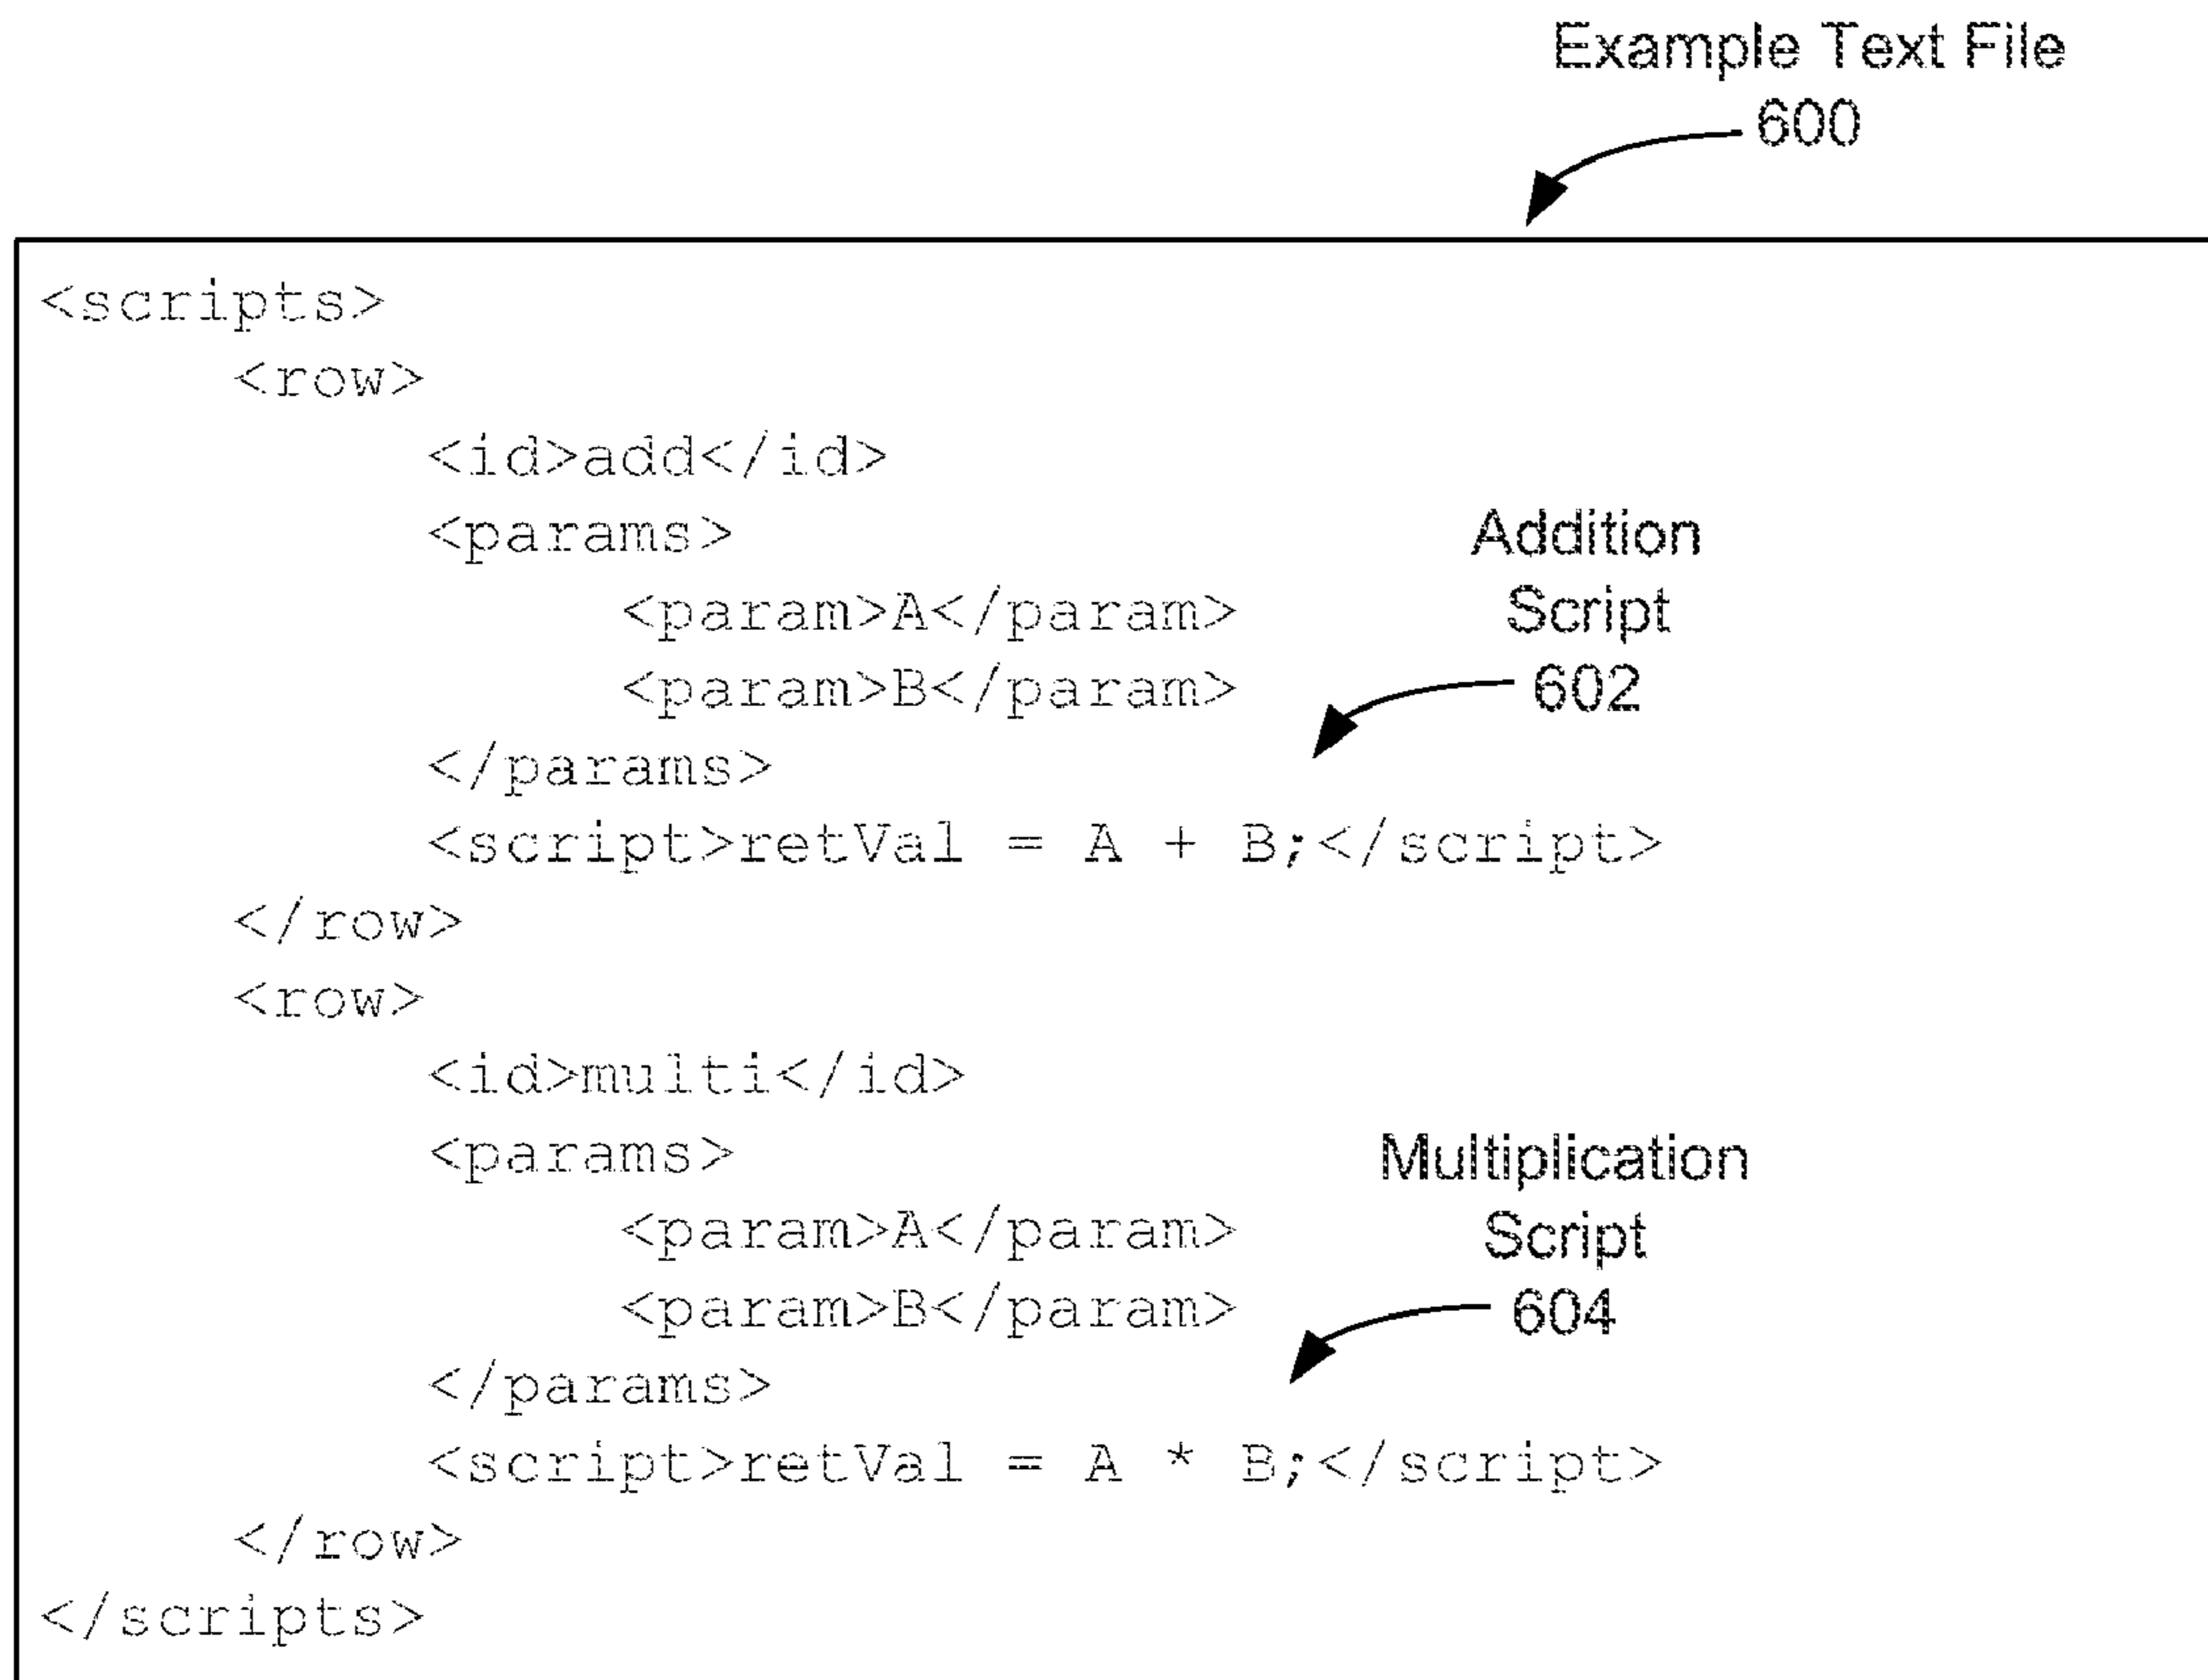 Example Text File
600
<scripts>
<row>
<id>add</id>
<params>
<param>A</param>
<param>B</param>
</params>
<script>retVal = A + B;</script>
</row>
<row>
<id>multi</id>
<params>
<param>A</param>
<param>B</param>
</params>
<script>retVal = A * B;</script>
</row>
</scripts>
Addition
Script
602
Multiplication
Script
604